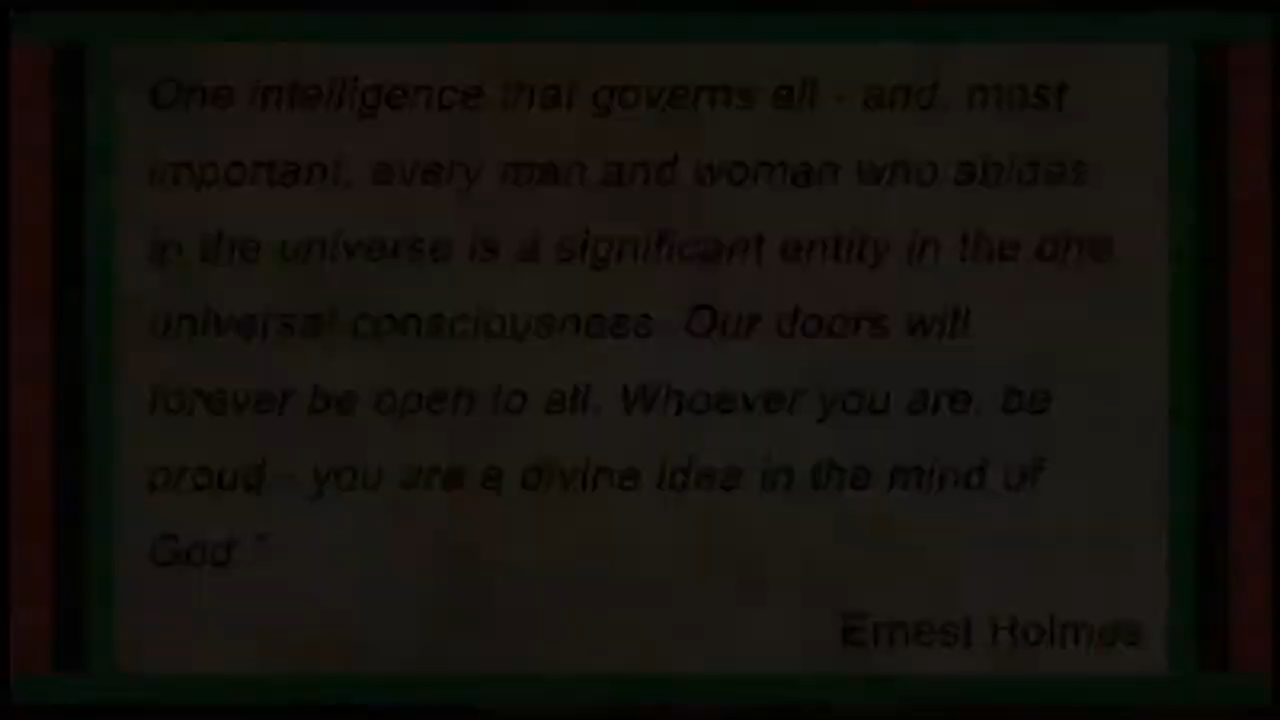 One intelligence that governs all - and, most
important, every man and woman who abides
in the universe is a significant entity in the one
universal consciousness. Our doors will
forever be open to all. Whoever you are, be
proud - you are a divine idea in the mind of
God."
Ernest Holmes